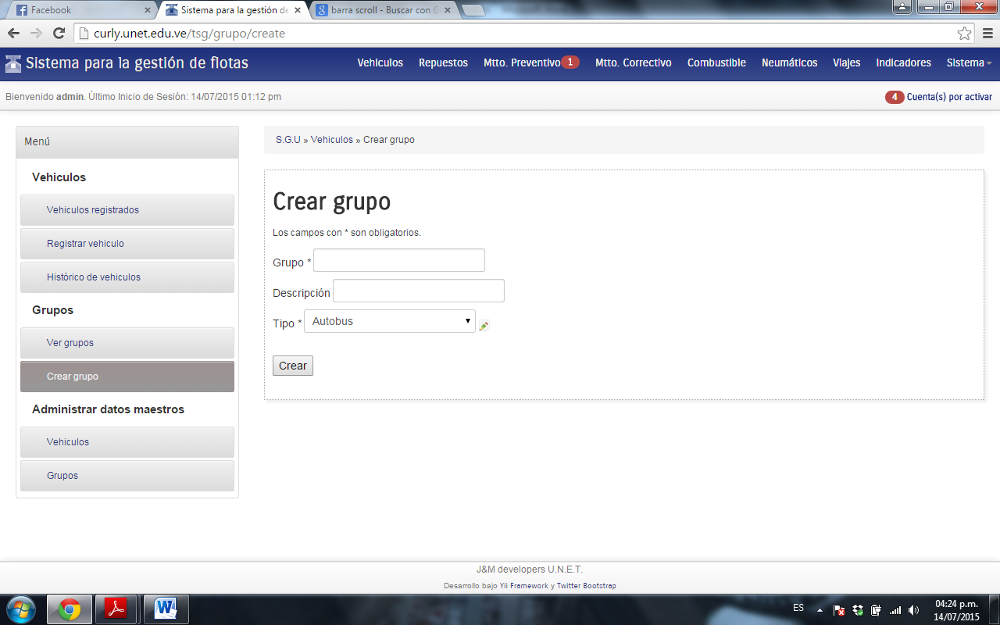 Facebook
Sistema para la gestión de
barra scroll - Buscar con G
curly.unet.edu.ve/tsg/grupo/create
Sistema para la gestión de flotas
Vehiculos Repuestos Mtto. Preventivo 1 Mtto. Correctivo Combustible Neumáticos Viajes Indicadores Sistema
Bienvenido admin. Último Inicio de Sesión: 14/07/2015 01:12 pm
4 Cuenta(s) por activar
Menú
Vehiculos
Vehiculos registrados
Registrar vehiculo
Histórico de vehiculos
Grupos
Ver grupos
Crear grupo
Administrar datos maestros
Vehiculos
Grupos
S.G.U » Vehiculos » Crear grupo
Crear grupo
Los campos con * son obligatorios.
Grupo *
Descripción
Tipo * Autobus
Crear
J&M developers U.N.E.T.
Desarrollo bajo Yii Framework y Twitter Bootstrap
ES
04:24 p.m.
14/07/2015